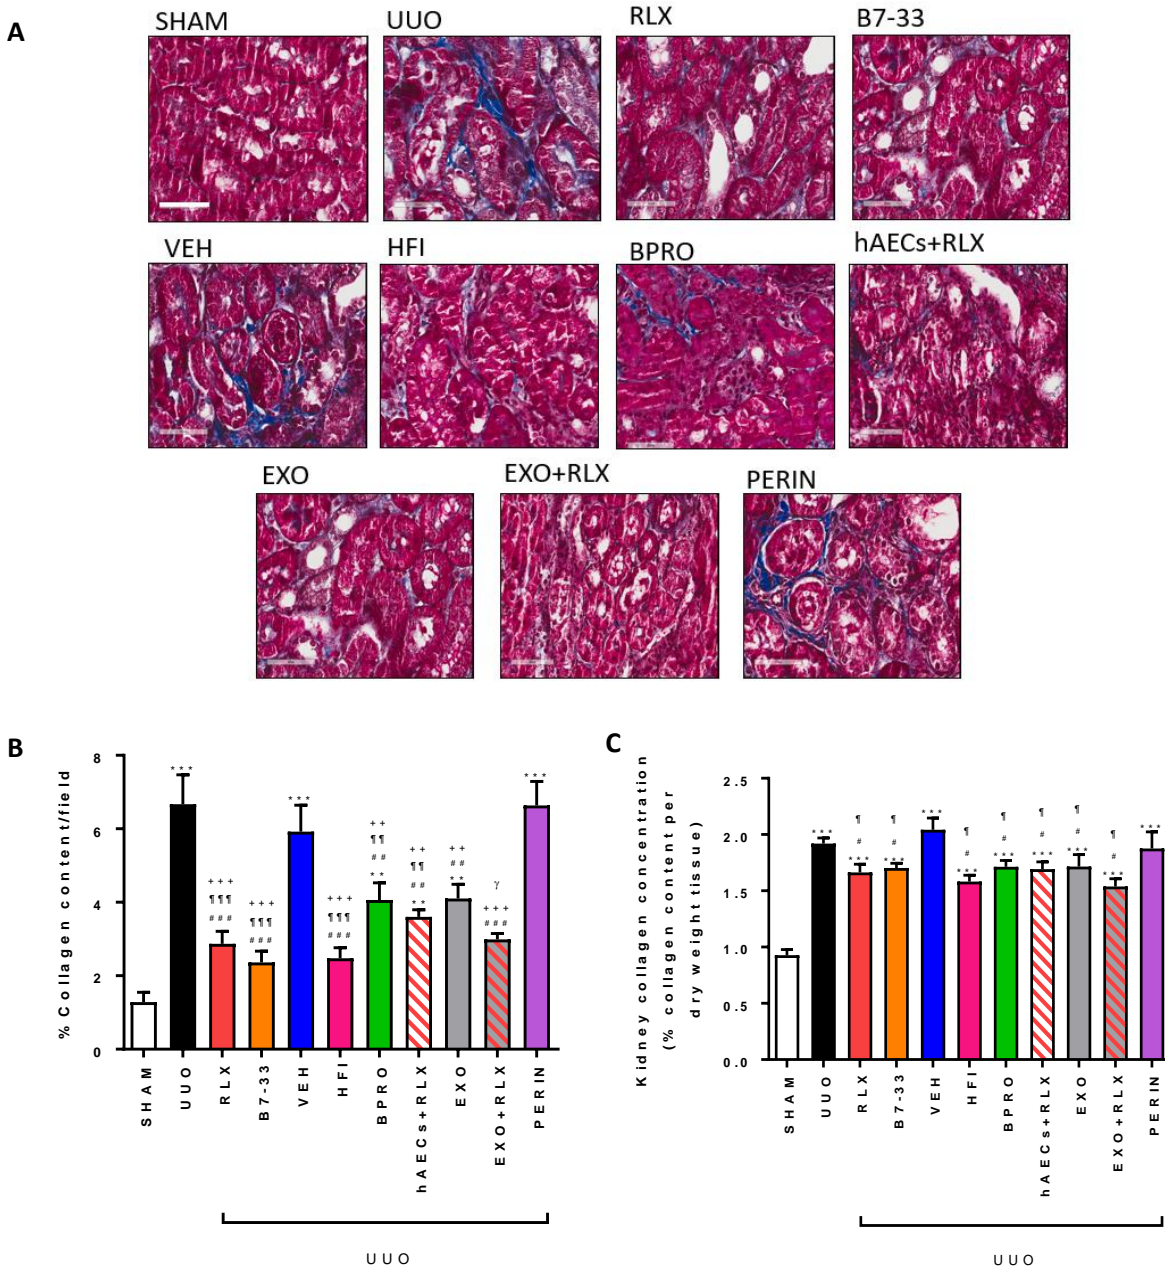 A
SHAM
UUO
RLX
B7-33
VEH
HFI
BPRO
hAECs+RLX
EXO
EXO+RLX
PERIN
B
% Collagen content/field
8
6
4
2
0
***
+++
¶¶¶
###
+++
¶¶¶
###
***
+++
¶¶¶
###
++
¶¶
##
**
++
¶¶
##
**
++
##
**
γ
+++
###
***
SHAM
UUO
RLX
B7-33
VEH
HFI
BPRO
hAECs+RLX
EXO
EXO+RLX
PERIN
UUO
C
Kidney collagen concentration
(% collagen content per
dry weight tissue)
2.5
2.0
1.5
1.0
0.5
0.0
***
¶
#
***
¶
#
***
***
¶
#
***
¶
#
***
¶
#
***
¶
#
***
¶
#
***
***
SHAM
UUO
RLX
B7-33
VEH
HFI
BPRO
hAECs+RLX
EXO
EXO+RLX
PERIN
UUO